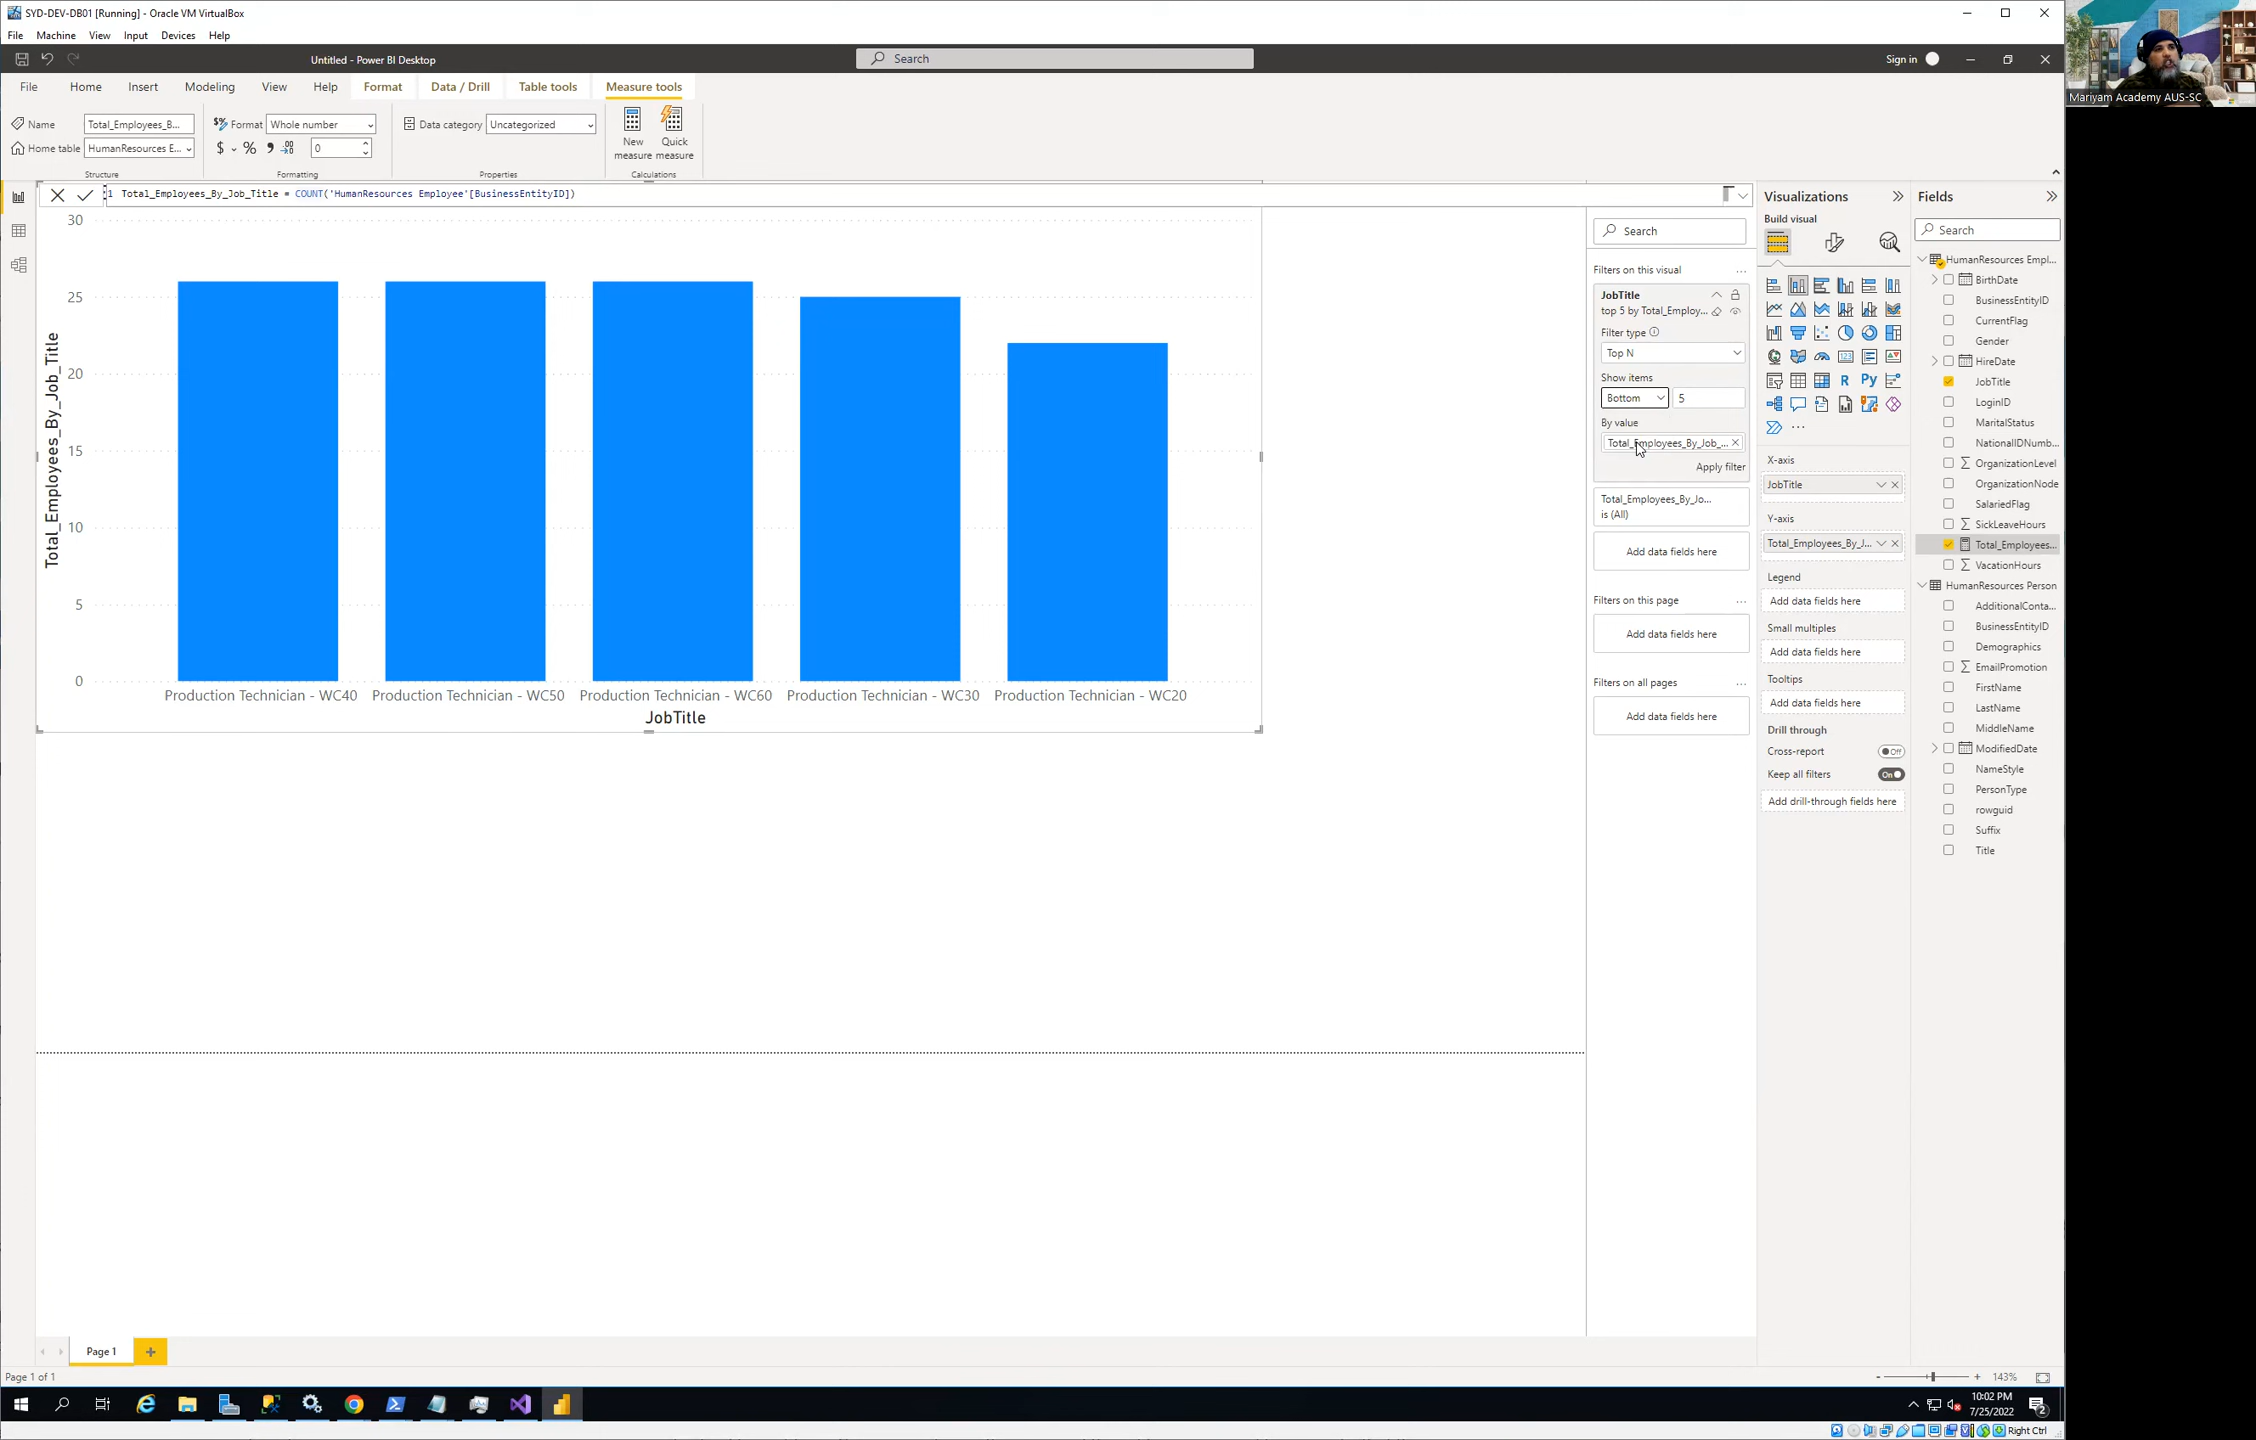 SYD-DEV-DB01 [Running] - Oracle VM VirtualBox
File Machine View Input Devices Help
Untitled - Power BI Desktop
Search
Sign in
File Home Insert Modeling View Help Format Data / Drill Table tools Measure tools
Name Total_Employees_B...
Home table HumanResources E...
Structure
Format Whole number
$ % 0
Formatting
Data category Uncategorized
Properties
New measure
Quick measure
Calculations
1 Total_Employees_By_Job_Title = COUNT('HumanResources Employee'[BusinessEntityID])
Total_Employees_By_Job_Title
30
25
20
15
10
5
0
Production Technician - WC40
Production Technician - WC50
Production Technician - WC60
Production Technician - WC30
Production Technician - WC20
JobTitle
Search
Filters on this visual ...
JobTitle
top 5 by Total_Employ...
Filter type
Top N
Show items
Bottom 5
By value
Total_Employees_By_Job_...
Apply filter
Total_Employees_By_Jo...
is (All)
Add data fields here
Filters on this page ...
Add data fields here
Filters on all pages ...
Add data fields here
Visualizations
Build visual
R Py
...
X-axis
JobTitle
Y-axis
Total_Employees_By_J...
Legend
Add data fields here
Small multiples
Add data fields here
Tooltips
Add data fields here
Drill through
Cross-report Off
Keep all filters On
Add drill-through fields here
Fields
Search
HumanResources Empl...
BirthDate
BusinessEntityID
CurrentFlag
Gender
HireDate
JobTitle
LoginID
MaritalStatus
NationalIDNumb...
OrganizationLevel
OrganizationNode
SalariedFlag
SickLeaveHours
Total_Employees...
VacationHours
HumanResources Person
AdditionalConta...
BusinessEntityID
Demographics
EmailPromotion
FirstName
LastName
MiddleName
ModifiedDate
NameStyle
PersonType
rowguid
Suffix
Title
Mariyam Academy AUS-SC
Page 1
Page 1 of 1
- + 143%
10:02 PM
7/25/2022
2
Right Ctrl